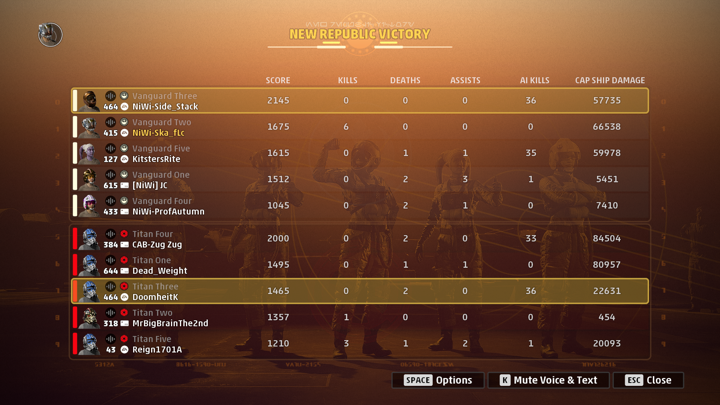 NEW REPUBLIC VICTORY
SCORE KILLS DEATHS ASSISTS AI KILLS CAP SHIP DAMAGE
Vanguard Three
464 NiWi-Side_Stack 2145 0 0 0 36 57735
Vanguard Two
415 NiWi-Ska_fLc 1675 6 0 0 0 66538
Vanguard Five
127 KitstersRite 1615 0 1 1 35 59978
Vanguard One
615 [NiWi] JC 1512 0 2 3 1 5451
Vanguard Four
433 NiWi-ProfAutumn 1045 0 2 1 0 7410
Titan Four
384 CAB-Zug Zug 2000 0 2 0 33 84504
Titan One
644 Dead_Weight 1495 0 1 1 0 80957
Titan Three
464 DoomheitK 1465 0 2 0 36 22631
Titan Two
318 MrBigBrainThe2nd 1357 1 0 0 0 454
Titan Five
43 Reign1701A 1210 3 1 2 1 20093
SPACE Options K Mute Voice & Text ESC Close